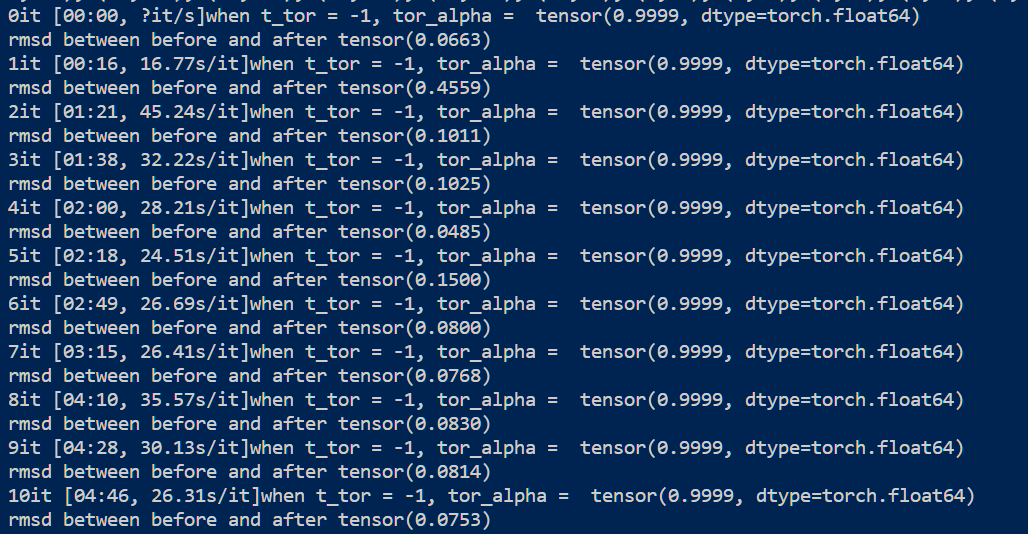 0it [00:00, ?it/s]when t_tor = -1, tor_alpha =  tensor(0.9999, dtype=torch.float64)
rmsd between before and after tensor(0.0663)
1it [00:16, 16.77s/it]when t_tor = -1, tor_alpha =  tensor(0.9999, dtype=torch.float64)
rmsd between before and after tensor(0.4559)
2it [01:21, 45.24s/it]when t_tor = -1, tor_alpha =  tensor(0.9999, dtype=torch.float64)
rmsd between before and after tensor(0.1011)
3it [01:38, 32.22s/it]when t_tor = -1, tor_alpha =  tensor(0.9999, dtype=torch.float64)
rmsd between before and after tensor(0.1025)
4it [02:00, 28.21s/it]when t_tor = -1, tor_alpha =  tensor(0.9999, dtype=torch.float64)
rmsd between before and after tensor(0.0485)
5it [02:18, 24.51s/it]when t_tor = -1, tor_alpha =  tensor(0.9999, dtype=torch.float64)
rmsd between before and after tensor(0.1500)
6it [02:49, 26.69s/it]when t_tor = -1, tor_alpha =  tensor(0.9999, dtype=torch.float64)
rmsd between before and after tensor(0.0800)
7it [03:15, 26.41s/it]when t_tor = -1, tor_alpha =  tensor(0.9999, dtype=torch.float64)
rmsd between before and after tensor(0.0768)
8it [04:10, 35.57s/it]when t_tor = -1, tor_alpha =  tensor(0.9999, dtype=torch.float64)
rmsd between before and after tensor(0.0830)
9it [04:28, 30.13s/it]when t_tor = -1, tor_alpha =  tensor(0.9999, dtype=torch.float64)
rmsd between before and after tensor(0.0814)
10it [04:46, 26.31s/it]when t_tor = -1, tor_alpha =  tensor(0.9999, dtype=torch.float64)
rmsd between before and after tensor(0.0753)